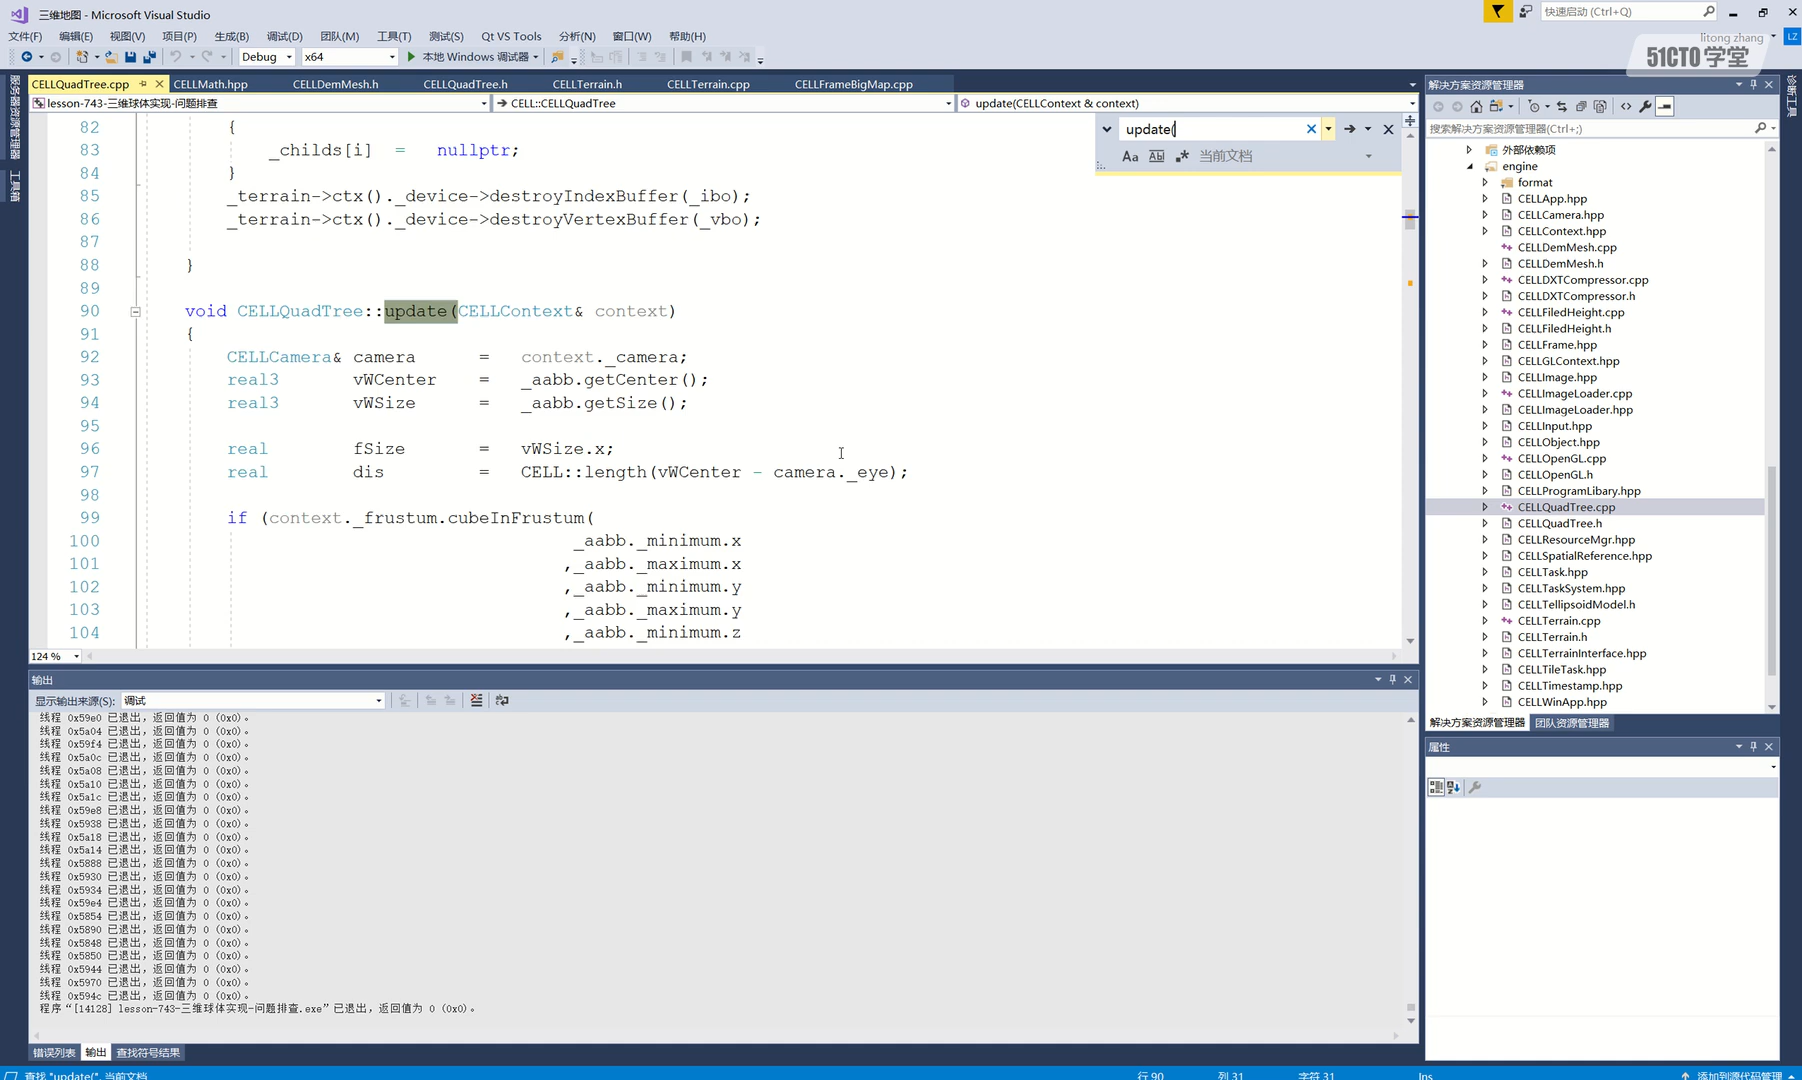 三维地图 - Microsoft Visual Studio
快速启动 (Ctrl+Q)
文件(F) 编辑(E) 视图(V) 项目(P) 生成(B) 调试(D) 团队(M) 工具(T) 测试(S) Qt VS Tools 分析(N) 窗口(W) 帮助(H)
litong zhang
LZ
Debug x64 本地 Windows 调试器
51CTO 学堂
CELLQuadTree.cpp CELLMath.hpp CELLDemMesh.h CELLQuadTree.h CELLTerrain.h CELLTerrain.cpp CELLFrameBigMap.cpp
lesson-743-三维球体实现-问题排查 CELL::CELLQuadTree update(CELLContext & context)
服务器资源管理器
工具箱
诊断工具
update(
Aa Abl 当前文档
82 {
83 _childs[i] = nullptr;
84 }
85 _terrain->ctx()._device->destroyIndexBuffer(_ibo);
86 _terrain->ctx()._device->destroyVertexBuffer(_vbo);
87
88 }
89
90 void CELLQuadTree::update(CELLContext& context)
91 {
92 CELLCamera& camera = context._camera;
93 real3 vWCenter = _aabb.getCenter();
94 real3 vWSize = _aabb.getSize();
95
96 real fSize = vWSize.x;
97 real dis = CELL::length(vWCenter - camera._eye);
98
99 if (context._frustum.cubeInFrustum(
100 _aabb._minimum.x
101 ,_aabb._maximum.x
102 ,_aabb._minimum.y
103 ,_aabb._maximum.y
104 ,_aabb._minimum.z
124 %
输出
显示输出来源(S): 调试
线程 0x59e0 已退出，返回值为 0 (0x0)。
线程 0x5a04 已退出，返回值为 0 (0x0)。
线程 0x59f4 已退出，返回值为 0 (0x0)。
线程 0x5a0c 已退出，返回值为 0 (0x0)。
线程 0x5a08 已退出，返回值为 0 (0x0)。
线程 0x5a10 已退出，返回值为 0 (0x0)。
线程 0x5a1c 已退出，返回值为 0 (0x0)。
线程 0x59e8 已退出，返回值为 0 (0x0)。
线程 0x5938 已退出，返回值为 0 (0x0)。
线程 0x5a18 已退出，返回值为 0 (0x0)。
线程 0x5a14 已退出，返回值为 0 (0x0)。
线程 0x5888 已退出，返回值为 0 (0x0)。
线程 0x5930 已退出，返回值为 0 (0x0)。
线程 0x5934 已退出，返回值为 0 (0x0)。
线程 0x59e4 已退出，返回值为 0 (0x0)。
线程 0x5854 已退出，返回值为 0 (0x0)。
线程 0x5890 已退出，返回值为 0 (0x0)。
线程 0x5848 已退出，返回值为 0 (0x0)。
线程 0x5850 已退出，返回值为 0 (0x0)。
线程 0x5944 已退出，返回值为 0 (0x0)。
线程 0x5970 已退出，返回值为 0 (0x0)。
线程 0x594c 已退出，返回值为 0 (0x0)。
程序“[14128] lesson-743-三维球体实现-问题排查.exe”已退出，返回值为 0 (0x0)。
错误列表 输出 查找符号结果
解决方案资源管理器
搜索解决方案资源管理器(Ctrl+;)
外部依赖项
engine
format
CELLApp.hpp
CELLCamera.hpp
CELLContext.hpp
CELLDemMesh.cpp
CELLDemMesh.h
CELLDXTCompressor.cpp
CELLDXTCompressor.h
CELLFiledHeight.cpp
CELLFiledHeight.h
CELLFrame.hpp
CELLGLContext.hpp
CELLImage.hpp
CELLImageLoader.cpp
CELLImageLoader.hpp
CELLInput.hpp
CELLObject.hpp
CELLOpenGL.cpp
CELLOpenGL.h
CELLProgramLibary.hpp
CELLQuadTree.cpp
CELLQuadTree.h
CELLResourceMgr.hpp
CELLSpatialReference.hpp
CELLTask.hpp
CELLTaskSystem.hpp
CELLTellipsoidModel.h
CELLTerrain.cpp
CELLTerrain.h
CELLTerrainInterface.hpp
CELLTileTask.hpp
CELLTimestamp.hpp
CELLWinApp.hpp
解决方案资源管理器 团队资源管理器
属性
查找 "update(", 当前文档 行 90 列 31 字符 31 Ins 添加到源代码管理